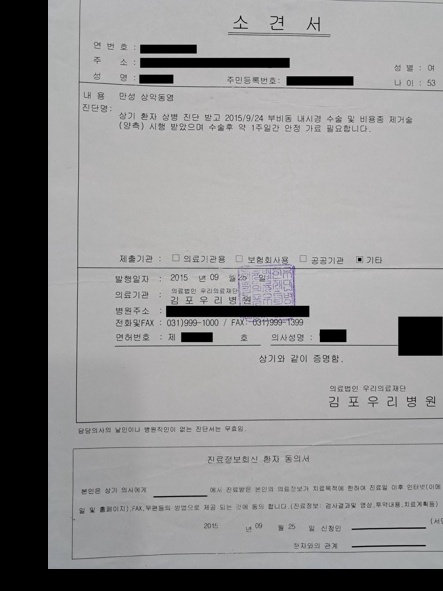 소 견 서
연 번 호 :
주 소 :
성 별 : 여
성 명 : 주민등록번호: 나 이 : 53
내 용 만성 상악동염
진단명:
상기 환자 상병 진단 받고 2015/9/24 부비동 내시경 수술 및 비용종 제거술
(양측) 시행 받았으며 수술후 약 1주일간 안정 가료 필요합니다.
제출기관 : □ 의료기관용 □ 보험회사용 □ 공공기관 ▣ 기타
발행일자 : 2015 년 09 월 25 일
의료법인 우리의료재단
의료기관 : 김 포 우 리 병 원
병원주소 :
전화및FAX : 031)999-1000 / FAX 031)999-1399
면허번호 : 제 호 의사성명 :
상기와 같이 증명함.
의료법인 우리의료재단
김 포 우 리 병 원
담당의사의 날인이나 병원직인이 없는 진단서는 무효임.
진료정보회신 환자 동의서
본인은 상기 의사에게 에서 진료받은 본인의 의료정보가 치료목적에 한하여 진료일 이후 인터넷(이메
일 및 홈페이지),FAX,우편등의 방법으로 제공 되는 것에 동의 합니다.(진료정보: 검사결과및 영상,투약내용,치료계획등)
2015 년 09 월 25 일 신청인 (서
환자와의 관계